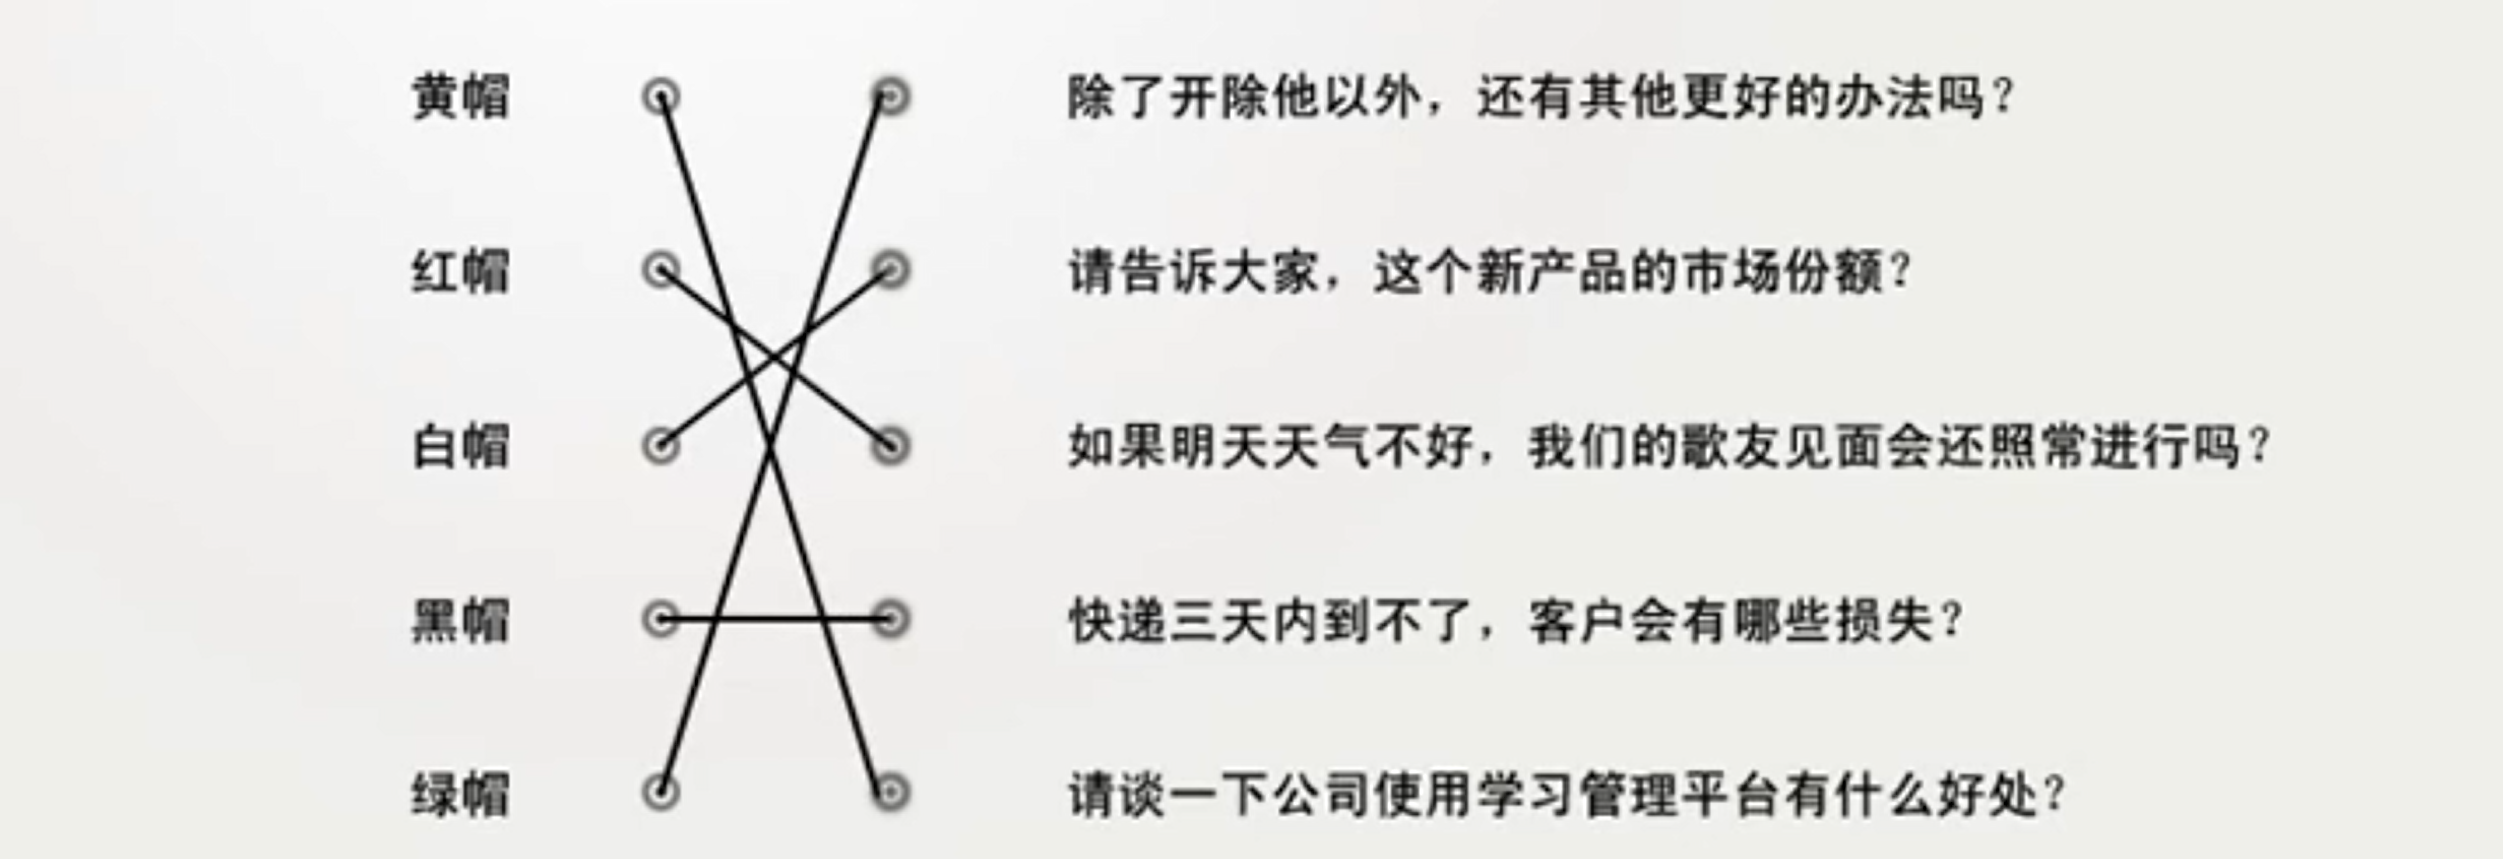 黄帽 除了开除他以外，还有其他更好的办法吗？
红帽 请告诉大家，这个新产品的市场份额？
白帽 如果明天天气不好，我们的歌友见面会还照常进行吗？
黑帽 快递三天内到不了，客户会有哪些损失？
绿帽 请谈一下公司使用学习管理平台有什么好处？